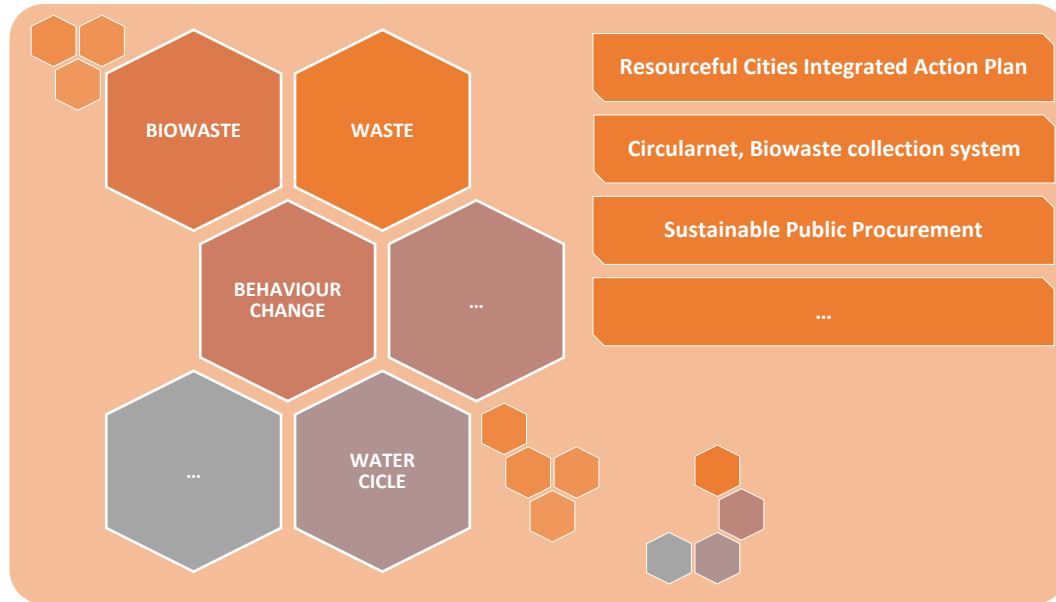 BIOWASTE
WASTE
BEHAVIOUR
CHANGE
...
...
WATER
CICLE
Resourceful Cities Integrated Action Plan
Circularnet, Biowaste collection system
Sustainable Public Procurement
...